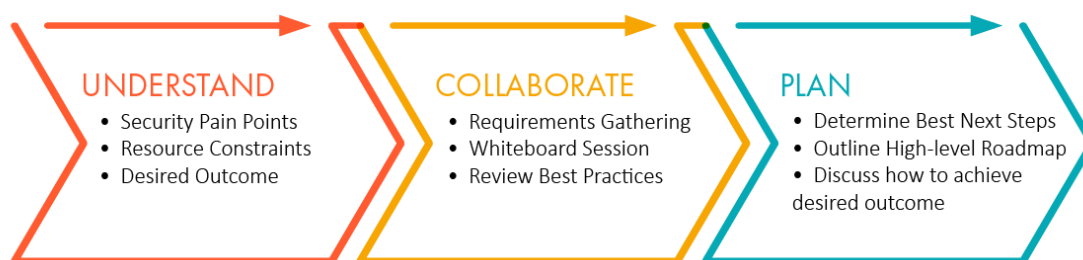 UNDERSTAND
• Security Pain Points
• Resource Constraints
• Desired Outcome
COLLABORATE
• Requirements Gathering
• Whiteboard Session
• Review Best Practices
PLAN
• Determine Best Next Steps
• Outline High-level Roadmap
• Discuss how to achieve
desired outcome